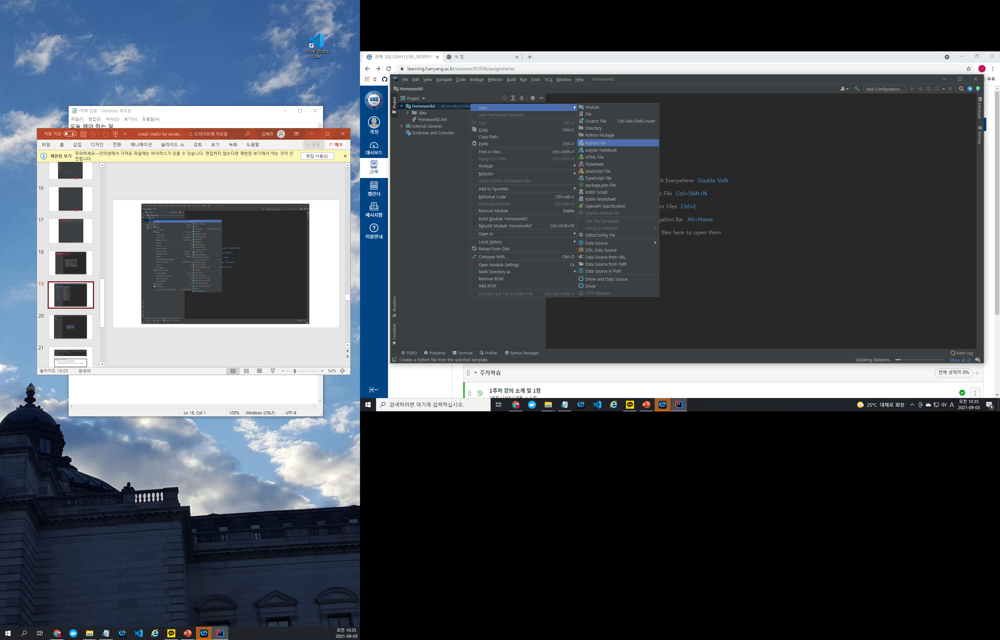 Visual Studio
Code
*제목 없음 - Windows 메모장
파일(F) 편집(E) 서식(O) 보기(V) 도움말(H)
오늘 해야 하는 일
자동 저장 끔 Install IntelliJ for windo... - Z: 드라이브에 저장됨 김예진
파일 홈 삽입 디자인 전환 애니메이션 슬라이드 쇼 검토 보기 녹화 도움말 공유 메모
제한된 보기 주의하세요—인터넷에서 가져온 파일에는 바이러스가 있을 수 있습니다. 편집하지 않는다면 제한된 보기에서 여는 것이 안
전합니다. 편집 사용(E)
16
17
18
19
20
21
슬라이드 19/25 한국어 54%
Ln 16, Col 1 100% Windows (CRLF) UTF-8
오전 10:35
2021-09-03
과제: 202120HY13181_데이터베 새 탭
learning.hanyang.ac.kr/courses/81834/assignments
앱 목록
계정
대시보드
과목
캘린더
메시지함
이용안내
File Edit View Navigate Code Analyze Refactor Build Run Tools VCS Window Help Homework0
Homework0 Add Configuration...
Project
Project
Homework0 C:\Users\yehi9\
.idea
Homework0.iml
External Libraries
Scratches and Consoles
Structure
Favorites
Database
SciView
New
Add Framework Support...
Cut Ctrl+X
Copy Ctrl+C
Copy Path...
Paste Ctrl+V
Find in Files... Ctrl+Shift+F
Replace in Files... Ctrl+Shift+R
Analyze
Refactor
Clean Python Compiled Files
Add to Favorites
Reformat Code Ctrl+Alt+L
Optimize Imports Ctrl+Alt+O
Remove Module Delete
Build Module 'Homework0'
Rebuild Module 'Homework0' Ctrl+Shift+F9
Open In
Local History
Reload from Disk
Compare With... Ctrl+D
Open Module Settings F4
Mark Directory as
Remove BOM
Add BOM
Convert Java File to Kotlin File Ctrl+Alt+Shift+K
Module...
File
Scratch File Ctrl+Alt+Shift+Insert
Directory
Python Package
Python File
Jupyter Notebook
HTML File
Stylesheet
JavaScript File
TypeScript File
package.json File
Kotlin Script
Kotlin Worksheet
OpenAPI Specification
Gherkin feature file
Edit File Templates...
Swing UI Designer
EditorConfig File
Data Source
DDL Data Source
Data Source from URL
Data Source from Path
Data Source in Path
Driver and Data Source
Driver
HTTP Request
ch Everywhere Double Shift
o File Ctrl+Shift+N
nt Files Ctrl+E
gation Bar Alt+Home
files here to open them
TODO Problems Terminal Profiler Python Packages Event Log
Creates a Python file from the specified template Updating skeletons... Show all (2)
주차학습 전체 성적의 0%
1주차 강의 소개 및 1장
검색하려면 여기에 입력하십시오.
25°C 대체로 화창 A 오전 10:35
2021-09-03 4